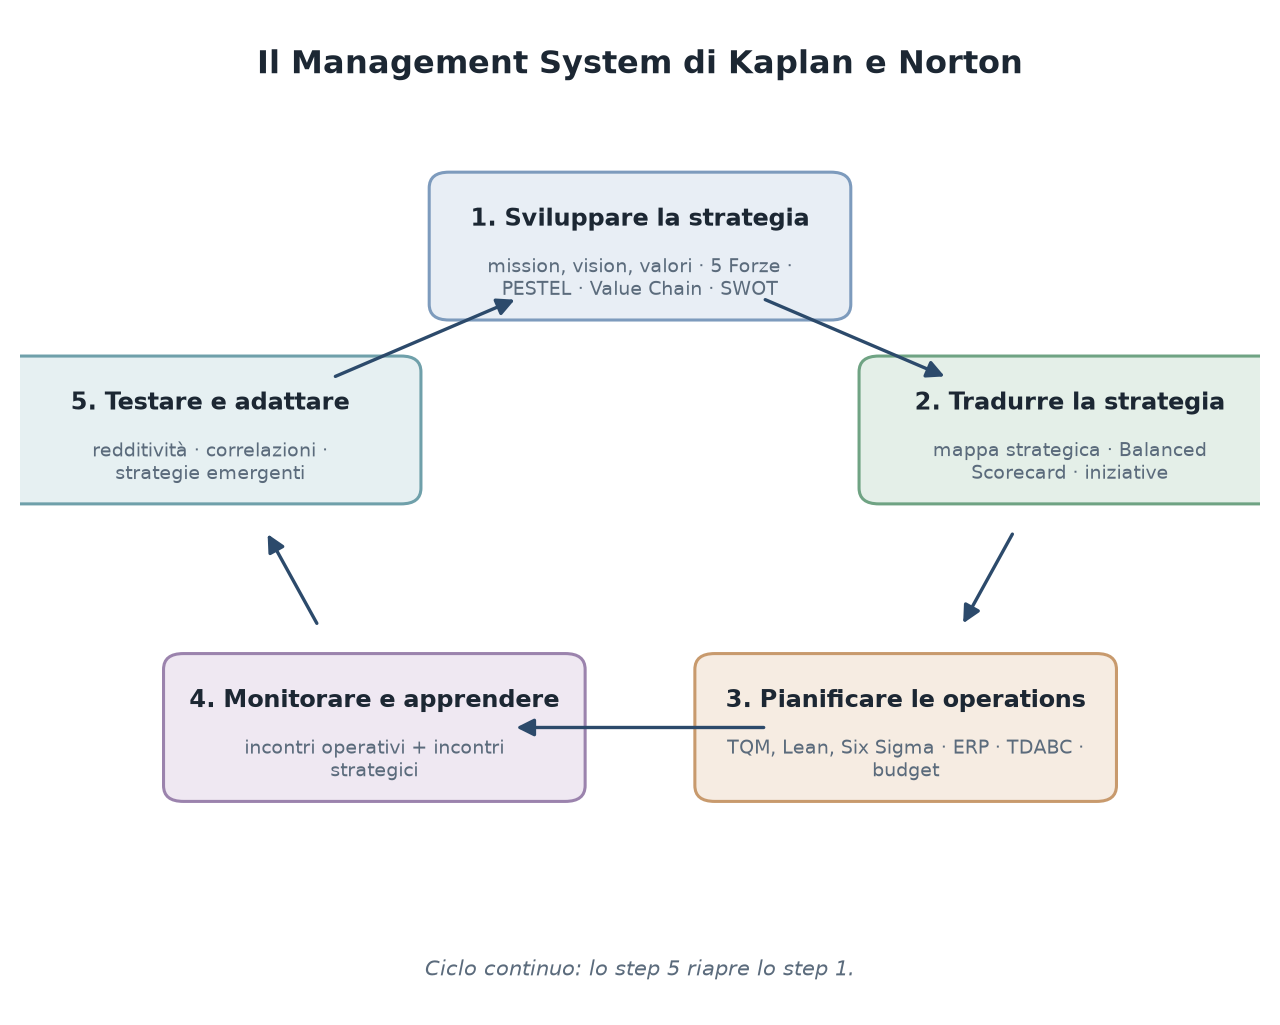 Il Management System di Kaplan e Norton
1. Sviluppare la strategia
mission, vision, valori · 5 Forze ·
PESTEL · Value Chain · SWOT
2. Tradurre la strategia
mappa strategica · Balanced
Scorecard · iniziative
3. Pianificare le operations
TQM, Lean, Six Sigma · ERP · TDABC ·
budget
4. Monitorare e apprendere
incontri operativi + incontri
strategici
5. Testare e adattare
redditività · correlazioni ·
strategie emergenti
Ciclo continuo: lo step 5 riapre lo step 1.